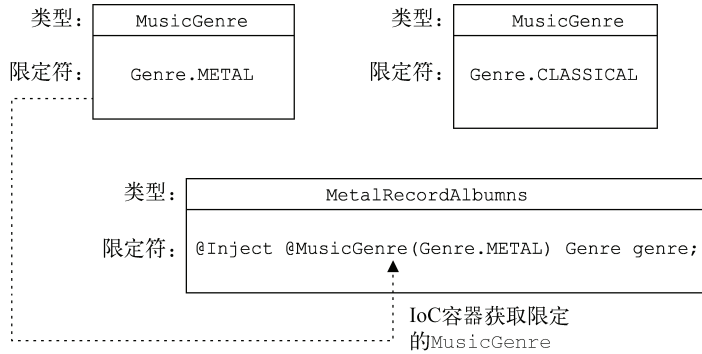 类型： MusicGenre 类型： MusicGenre
限定符： Genre.METAL 限定符： Genre.CLASSICAL
类型： MetalRecordAlbumns
限定符： @Inject @MusicGenre(Genre.METAL) Genre genre;
IoC容器获取限定
的MusicGenre